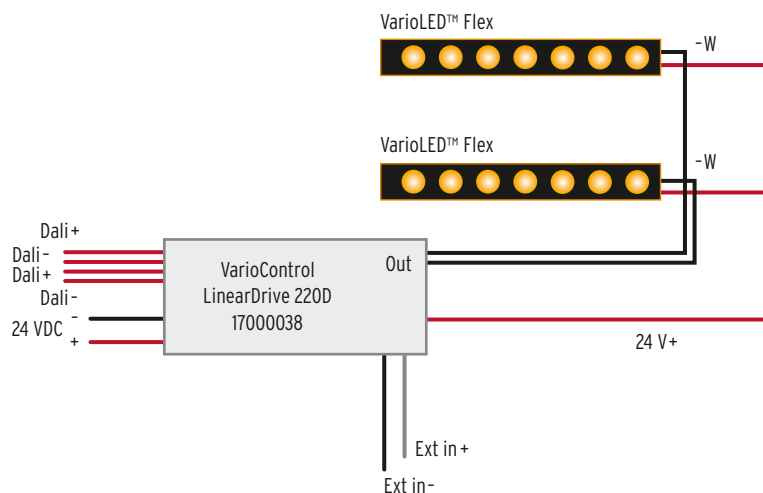 VarioLED™ Flex
-W
VarioLED™ Flex
-W
Dali+
Dali-
Dali+
Dali-
24 VDC
-
+
VarioControl
LinearDrive 220D
17000038
Out
24 V+
Ext in+
Ext in-